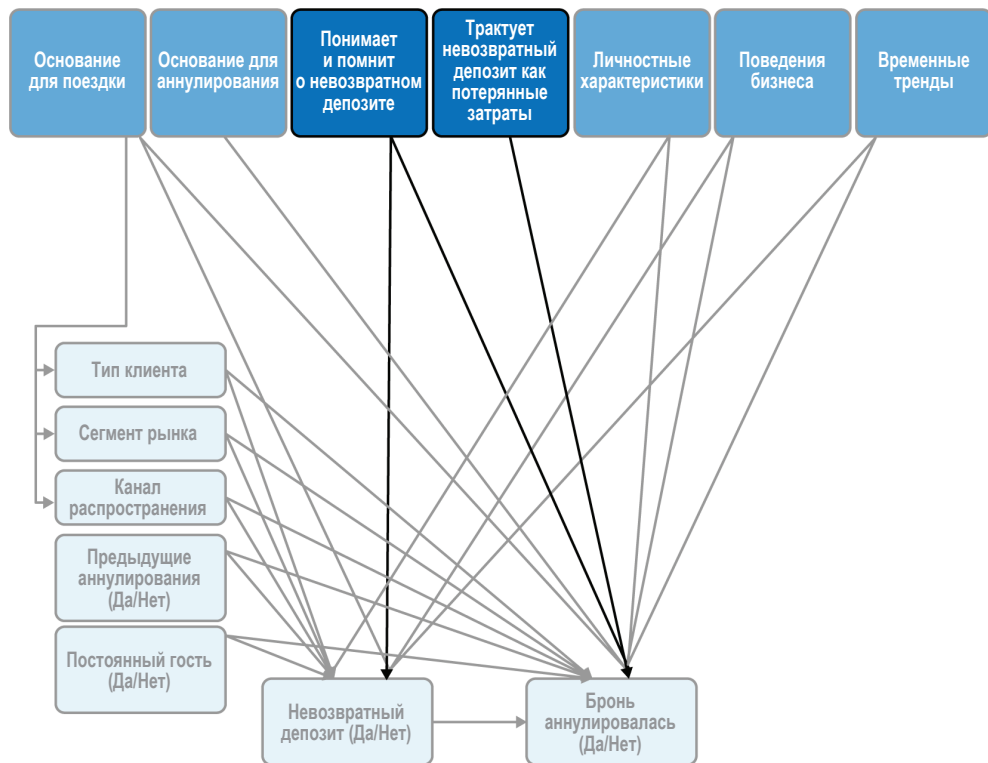 Основание
для поездки
Основание для
аннулирования
Понимает
и помнит
о невозвратном
депозите
Трактует
невозвратный
депозит как
потерянные
затраты
Личностные
характеристики
Поведения
бизнеса
Временные
тренды
Тип клиента
Сегмент рынка
Канал
распространения
Предыдущие
аннулирования
(Да/Нет)
Постоянный гость
(Да/Нет)
Невозвратный
депозит (Да/Нет)
Бронь
аннулировалась
(Да/Нет)